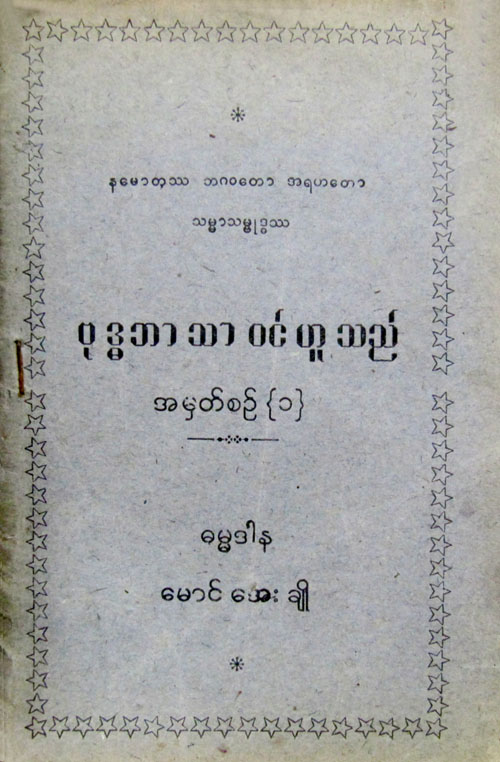 နမောတဿ ဘဂဝတော အရဟတော
သမ္မာသမ္ဗုဒ္ဓဿ
ဗုဒ္ဓဘာသာဝင်ဟူသည်
အမှတ်စဉ် {၁}
ဓမ္မဒါန
မောင် အေး ချို